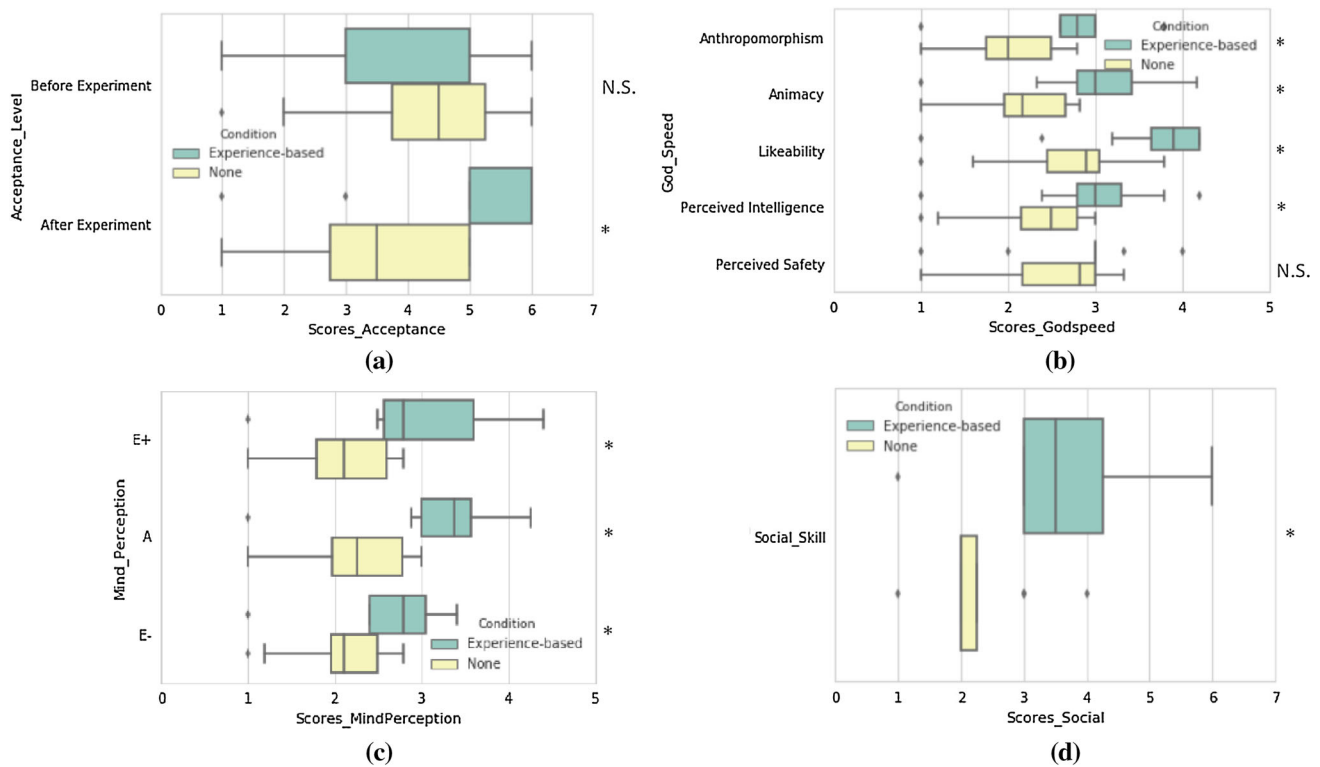 Before Experiment
After Experiment
Acceptance_Level
Condition
Experience-based
None
N.S.
*
0 1 2 3 4 5 6 7
Scores_Acceptance
(a)
Anthropomorphism
Animacy
Likeability
Perceived Intelligence
Perceived Safety
God_Speed
Condition
Experience-based
None
*
*
*
*
N.S.
0 1 2 3 4 5
Scores_Godspeed
(b)
E+
A
E-
Mind_Perception
Condition
Experience-based
None
*
*
*
0 1 2 3 4 5
Scores_MindPerception
(c)
Condition
Experience-based
None
Social_Skill
*
0 1 2 3 4 5 6 7
Scores_Social
(d)